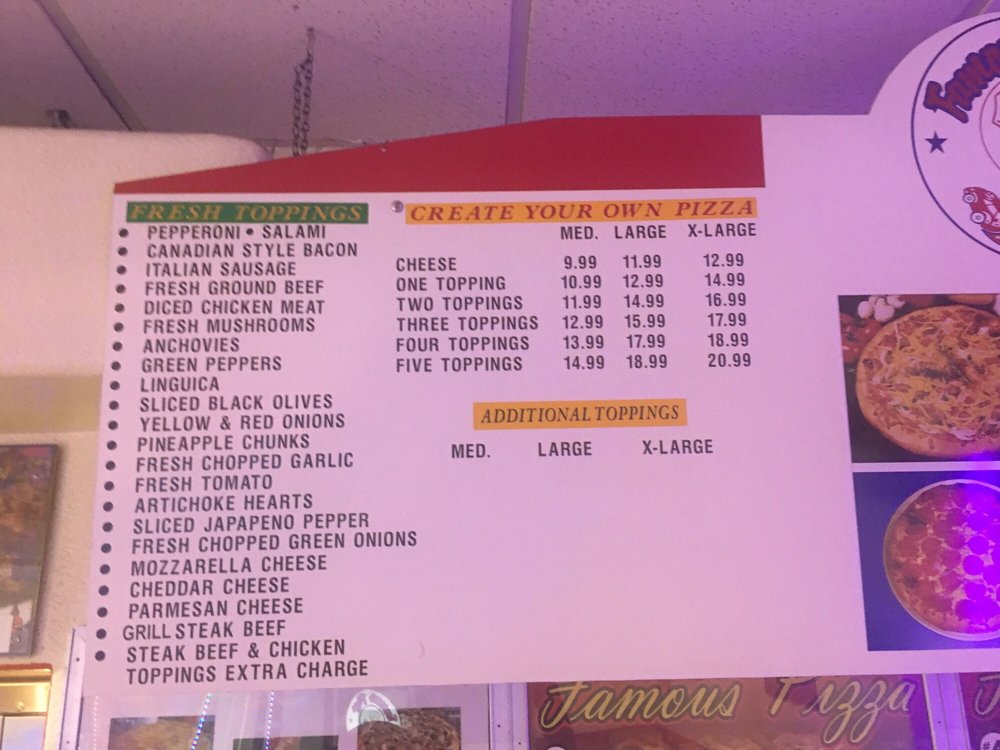 FRESH TOPPINGS
• PEPPERONI • SALAMI
• CANADIAN STYLE BACON
• ITALIAN SAUSAGE
• FRESH GROUND BEEF
• DICED CHICKEN MEAT
• FRESH MUSHROOMS
• ANCHOVIES
• GREEN PEPPERS
• LINGUICA
• SLICED BLACK OLIVES
• YELLOW & RED ONIONS
• PINEAPPLE CHUNKS
• FRESH CHOPPED GARLIC
• FRESH TOMATO
• ARTICHOKE HEARTS
• SLICED JAPAPENO PEPPER
• FRESH CHOPPED GREEN ONIONS
• MOZZARELLA CHEESE
• CHEDDAR CHEESE
• PARMESAN CHEESE
• GRILL STEAK BEEF
• STEAK BEEF & CHICKEN
TOPPINGS EXTRA CHARGE
CREATE YOUR OWN PIZZA
MED. LARGE X-LARGE
CHEESE 9.99 11.99 12.99
ONE TOPPING 10.99 12.99 14.99
TWO TOPPINGS 11.99 14.99 16.99
THREE TOPPINGS 12.99 15.99 17.99
FOUR TOPPINGS 13.99 17.99 18.99
FIVE TOPPINGS 14.99 18.99 20.99
ADDITIONAL TOPPINGS
MED. LARGE X-LARGE
Famous Pizza